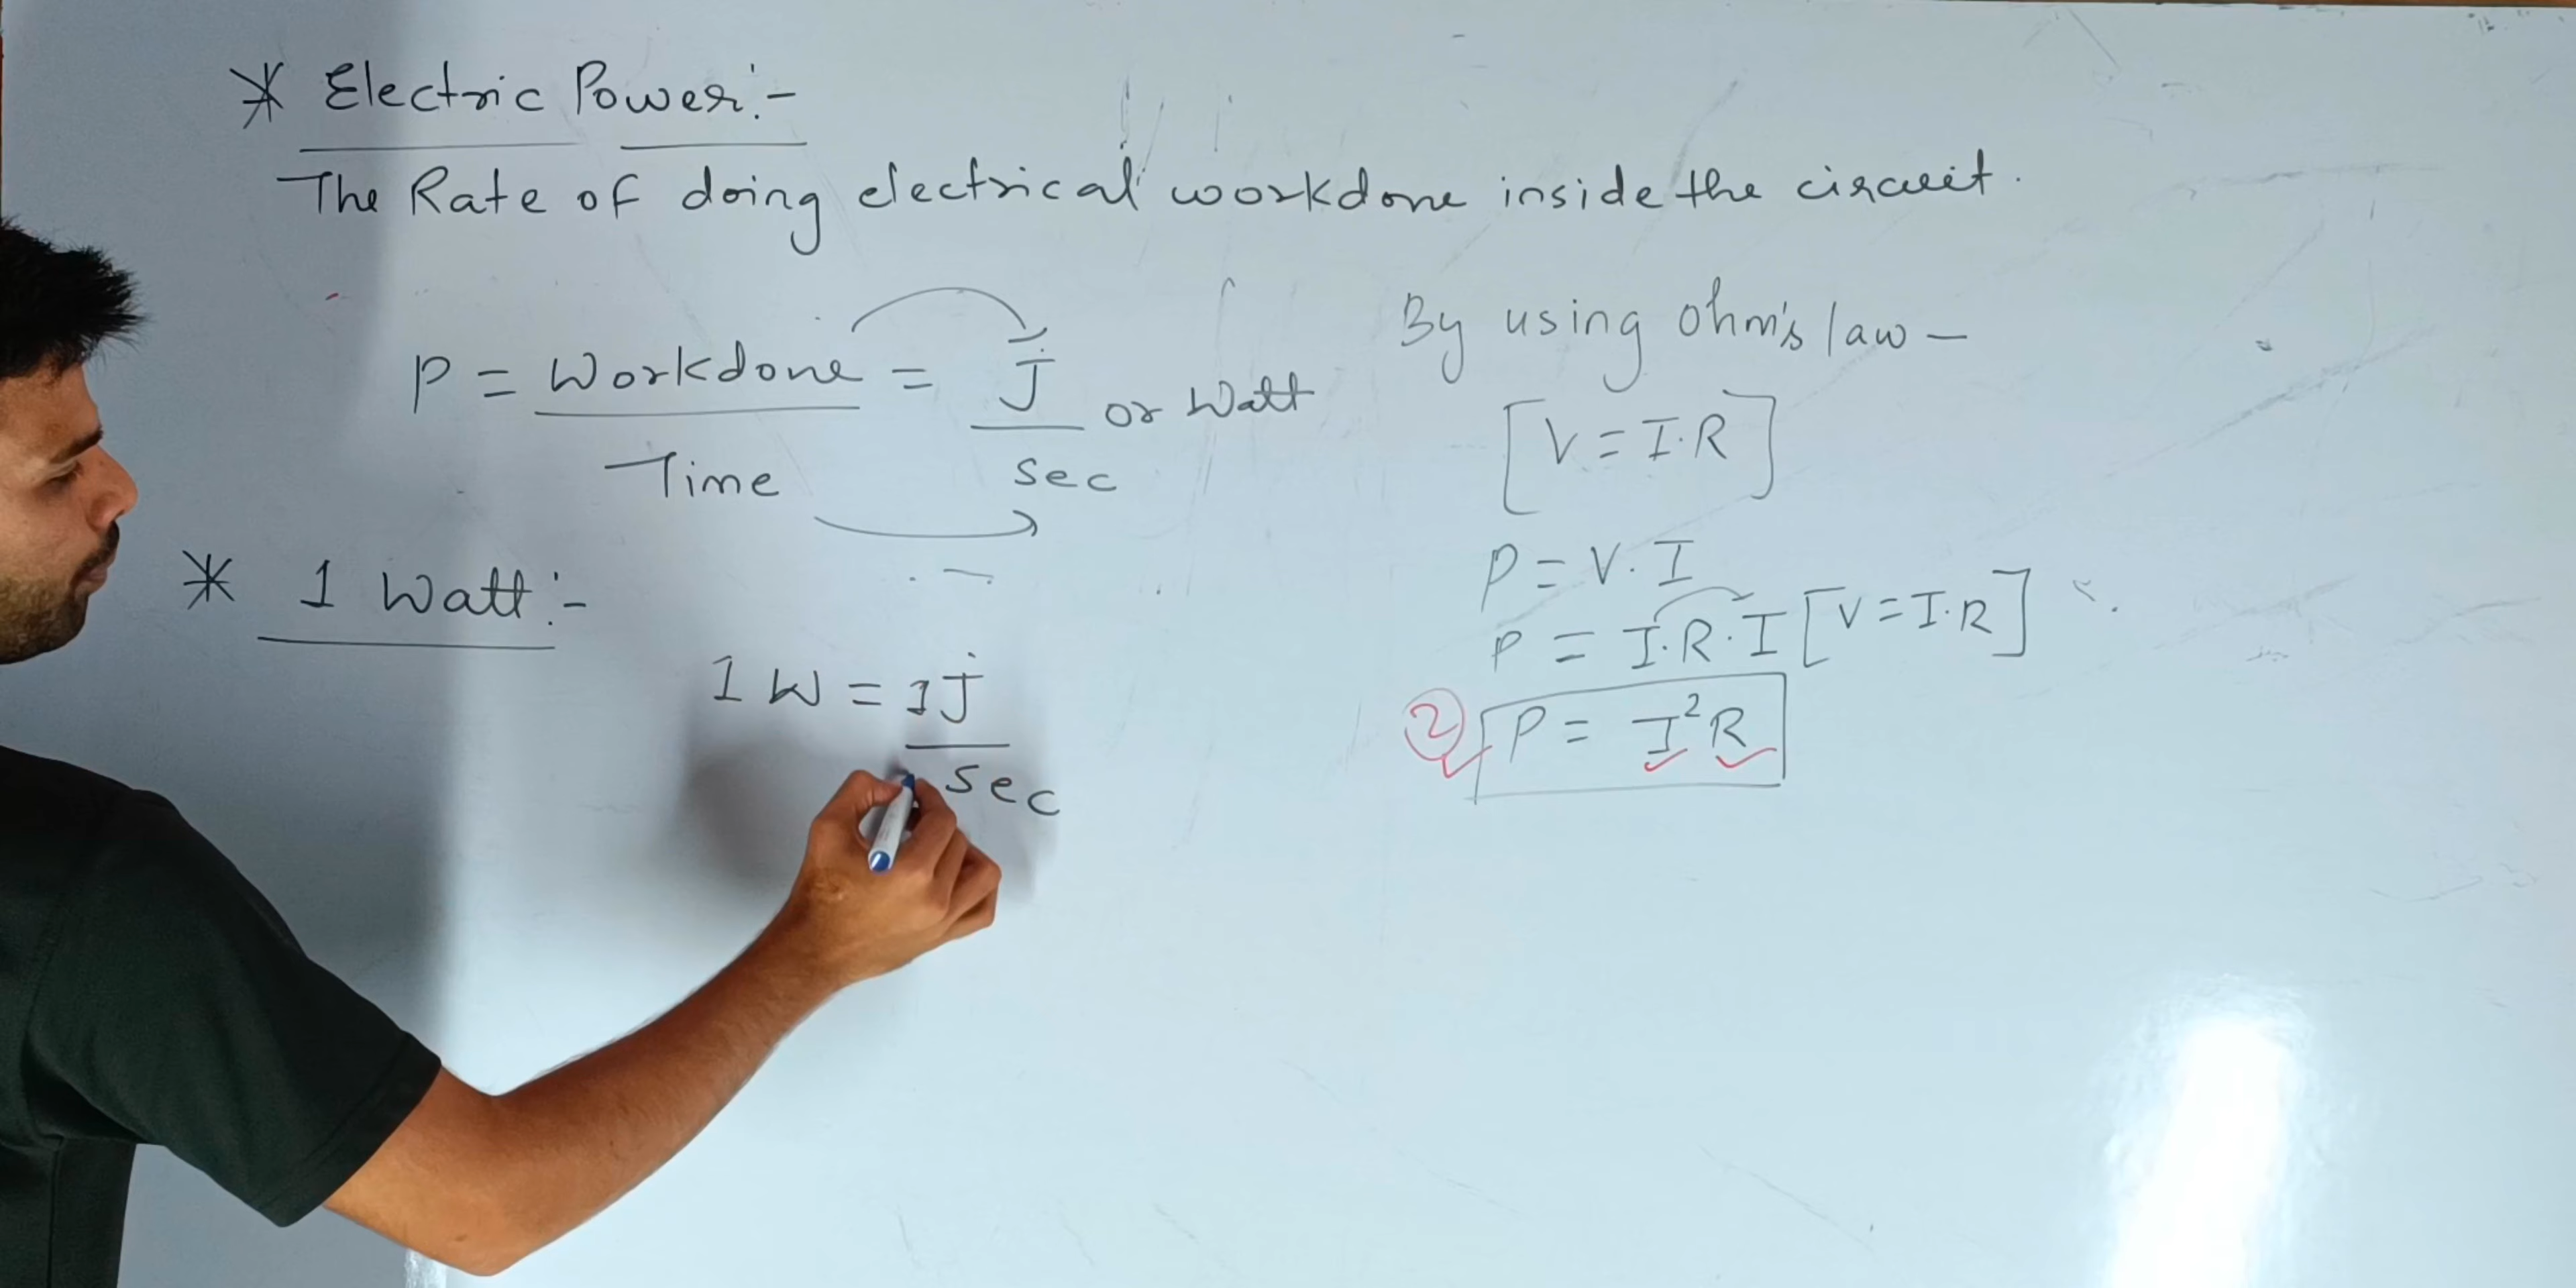 * Electric Power:-
The Rate of doing electrical workdone inside the circuit.
P = Workdone / Time = J / Sec or Watt
* 1 Watt:-
1 W = 1J / Sec
By using Ohm's law –
[V = I·R]
P = V·I
P = I·R·I [V = I·R]
2 P = I²R